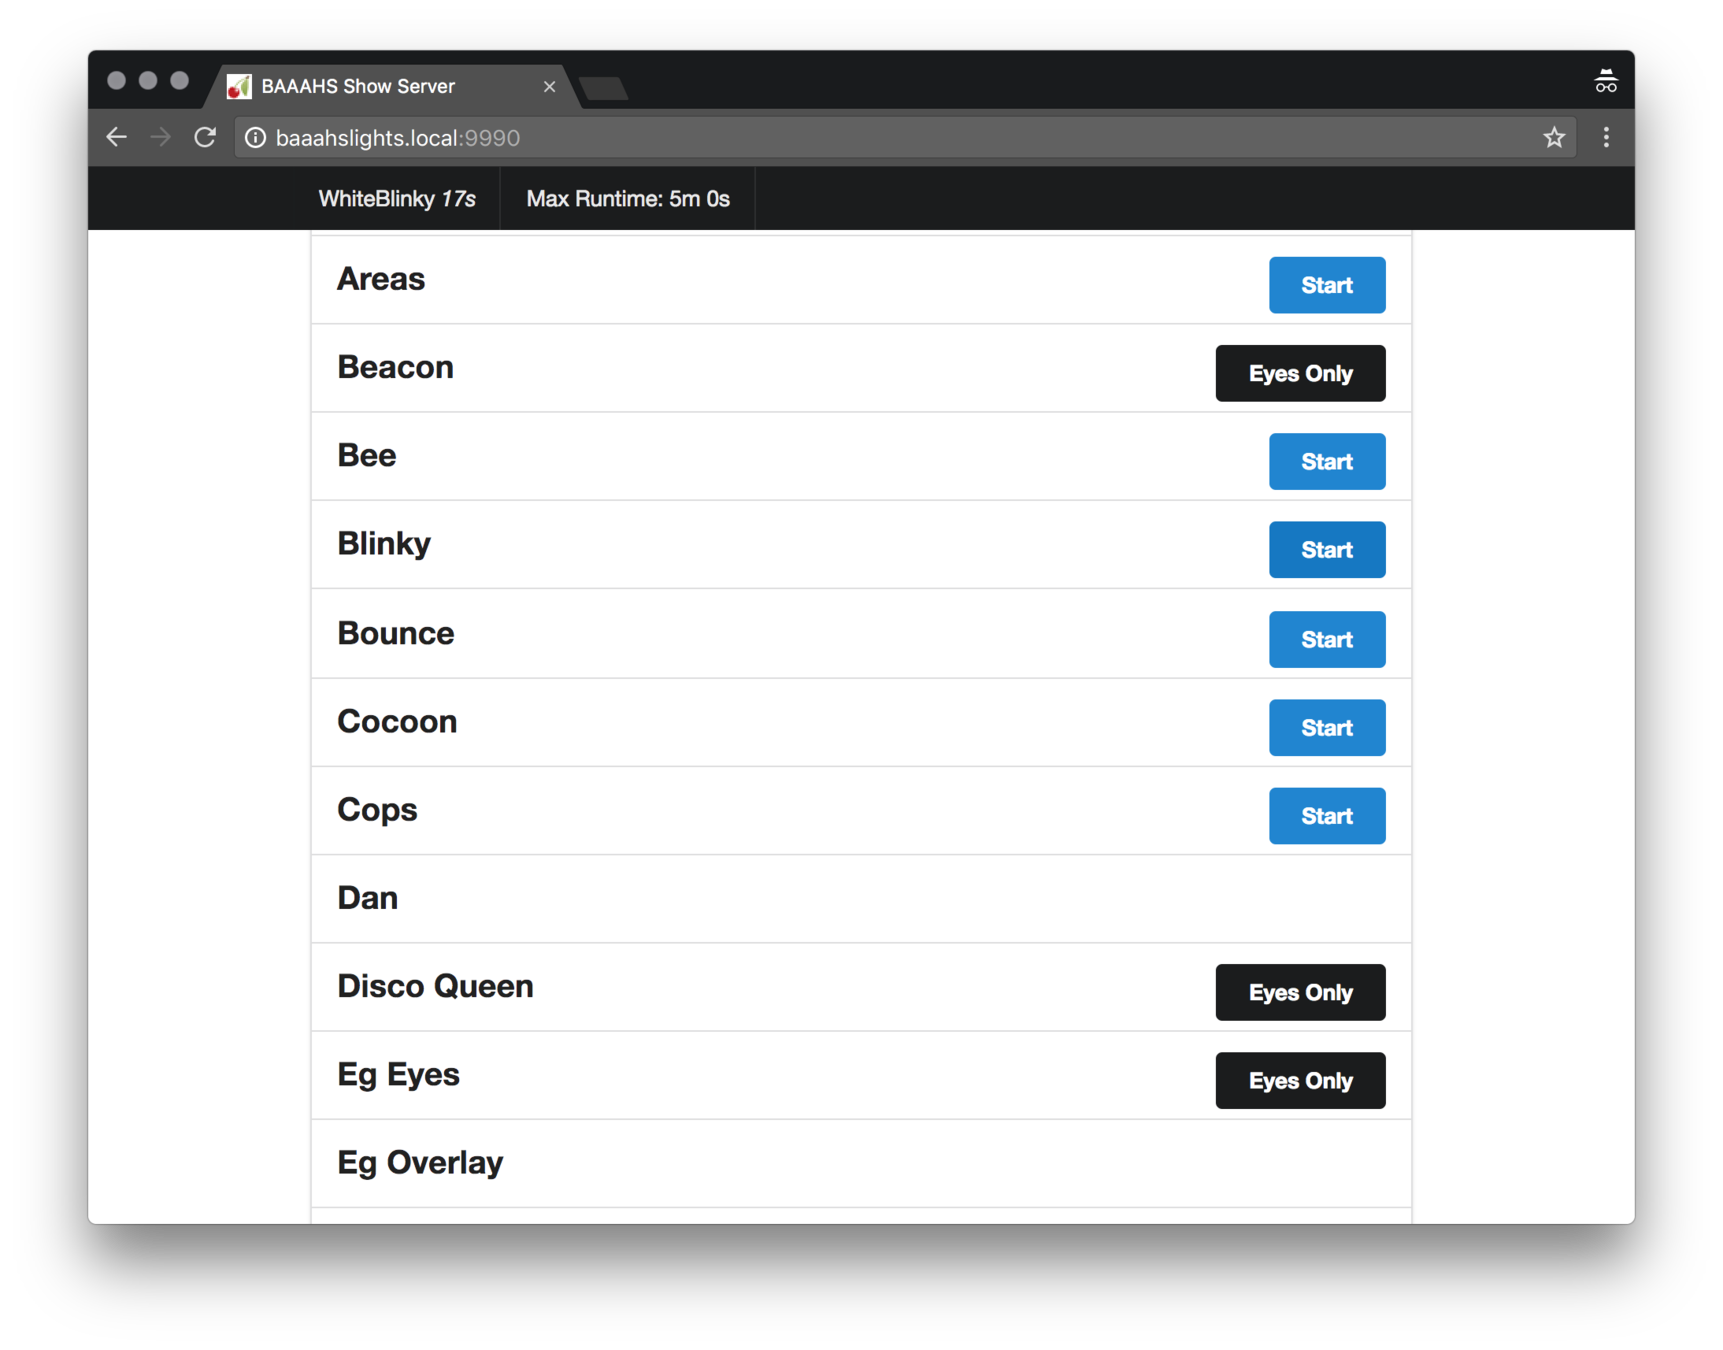 BAAAHS Show Server
baaahslights.local:9990
WhiteBlinky 17s Max Runtime: 5m 0s
Areas Start
Beacon Eyes Only
Bee Start
Blinky Start
Bounce Start
Cocoon Start
Cops Start
Dan
Disco Queen Eyes Only
Eg Eyes Eyes Only
Eg Overlay